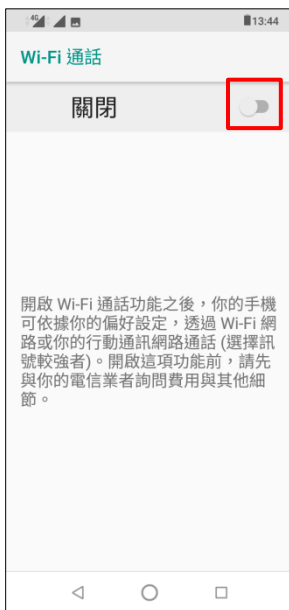 4G 13:44
Wi-Fi 通話
關閉
開啟 Wi-Fi 通話功能之後，你的手機
可依據你的偏好設定，透過 Wi-Fi 網
路或你的行動通訊網路通話 (選擇訊
號較強者)。開啟這項功能前，請先
與你的電信業者詢問費用與其他細
節。